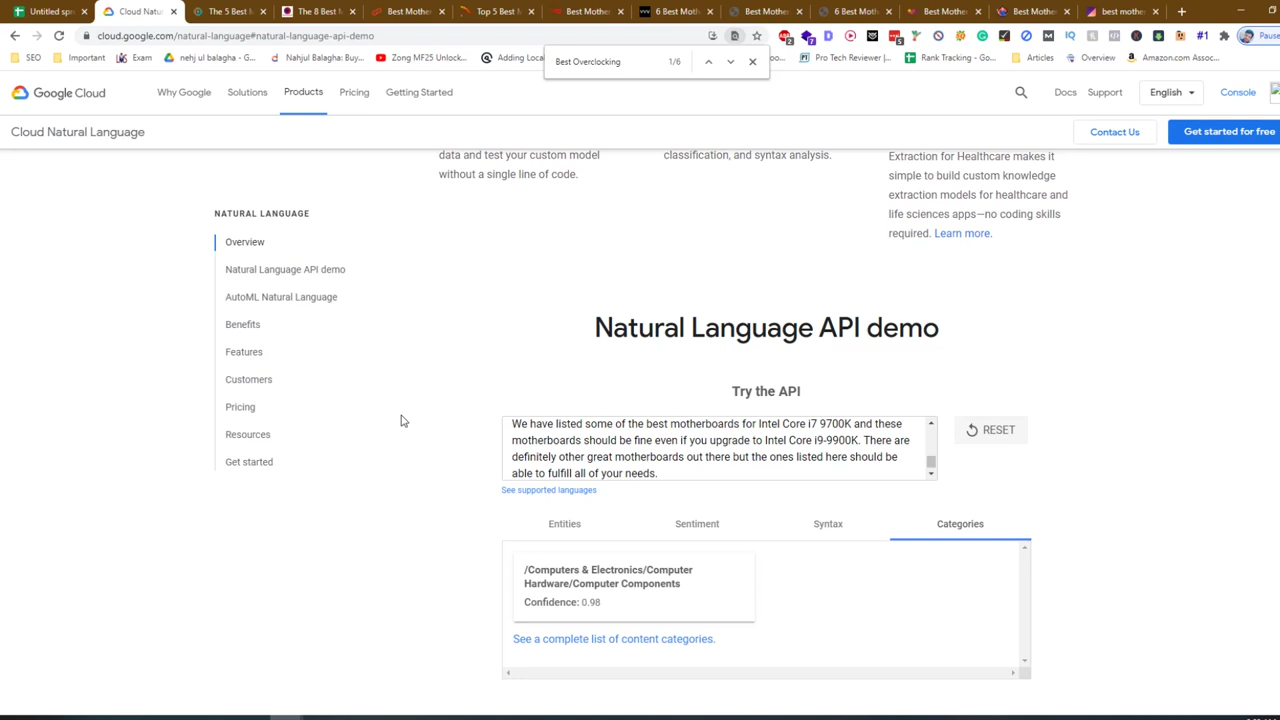 Untitled spr
Cloud Natur
The 5 Best M
The 8 Best M
Best Mother
Top 5 Best M
Best Mother
6 Best Moth
Best Mother
6 Best Moth
Best Mother
Best Mother
best mothe
cloud.google.com/natural-language#natural-language-api-demo
Pause
SEO
Important
Exam
nehj ul balagha - G...
Nahjul Balagha:...
Zong MF25 Unlock...
Adding Loca
Pro Tech Reviewer |...
Rank Tracking - Go...
Articles
Overview
Amazon.com Assoc...
Best Overclocking
1/6
Google Cloud
Why Google
Solutions
Products
Pricing
Getting Started
Docs
Support
English
Console
Cloud Natural Language
Contact Us
Get started for free
data and test your custom model
without a single line of code.
classification, and syntax analysis.
Extraction for Healthcare makes it
simple to build custom knowledge
extraction models for healthcare and
life sciences apps—no coding skills
required. Learn more.
NATURAL LANGUAGE
Overview
Natural Language API demo
AutoML Natural Language
Benefits
Features
Customers
Pricing
Resources
Get started
Natural Language API demo
Try the API
We have listed some of the best motherboards for Intel Core i7 9700K and these
motherboards should be fine even if you upgrade to Intel Core i9-9900K. There are
definitely other great motherboards out there but the ones listed here should be
able to fulfill all of your needs.
RESET
See supported languages
Entities
Sentiment
Syntax
Categories
/Computers & Electronics/Computer
Hardware/Computer Components
Confidence: 0.98
See a complete list of content categories.